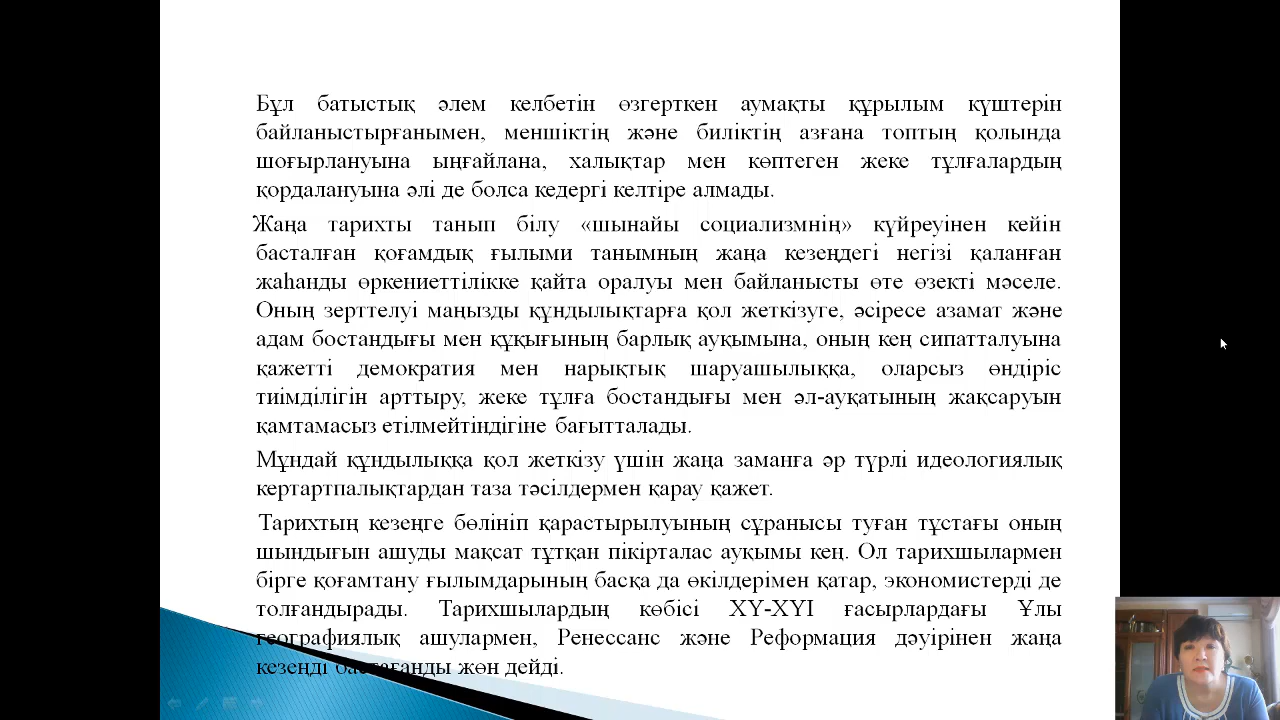 Бұл батыстық әлем келбетін өзгерткен аумақты құрылым күштерін
байланыстырғанымен, меншіктің және биліктің азғана топтың қолында
шоғырлануына ыңғайлана, халықтар мен көптеген жеке тұлғалардың
қордалануына әлі де болса кедергі келтіре алмады.
Жаңа тарихты танып білу «шынайы социализмнің» күйреуінен кейін
басталған қоғамдық ғылыми танымның жаңа кезеңдегі негізі қаланған
жаһанды өркениеттілікке қайта оралуы мен байланысты өте өзекті мәселе.
Оның зерттелуі маңызды құндылықтарға қол жеткізуге, әсіресе азамат және
адам бостандығы мен құқығының барлық ауқымына, оның кең сипатталуына
қажетті демократия мен нарықтық шаруашылыққа, оларсыз өндіріс
тиімділігін арттыру, жеке тұлға бостандығы мен әл-ауқатының жақсаруын
қамтамасыз етілмейтіндігіне бағытталады.
Мұндай құндылыққа қол жеткізу үшін жаңа заманға әр түрлі идеологиялық
кертартпалықтардан таза тәсілдермен қарау қажет.
Тарихтың кезеңге бөлініп қарастырылуының сұранысы туған тұстағы оның
шындығын ашуды мақсат тұтқан пікірталас ауқымы кең. Ол тарихшылармен
бірге қоғамтану ғылымдарының басқа да өкілдерімен қатар, экономистерді де
толғандырады. Тарихшылардың көбісі ХҮ-ХҮІ ғасырлардағы Ұлы
географиялық ашулармен, Ренессанс және Реформация дәуірінен жаңа
кезеңді бастағанды жөн дейді.